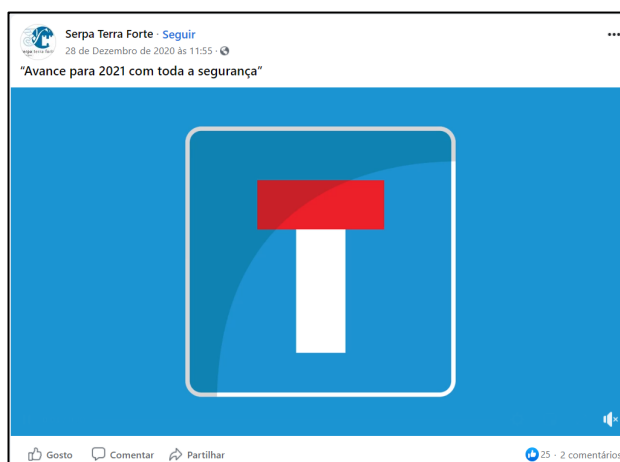 Serpa Terra Forte · Seguir
28 de Dezembro de 2020 às 11:55 ·
“Avance para 2021 com toda a segurança”
Gosto Comentar Partilhar 25 · 2 comentários